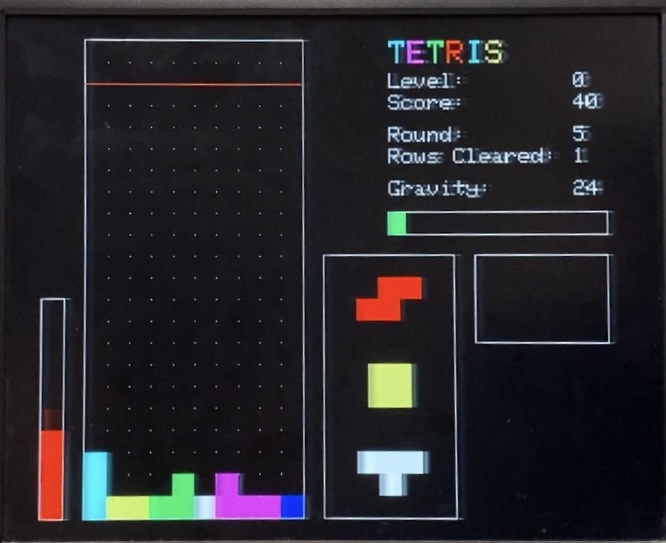 TETRIS
Level: 0
Score: 40
Round: 5
Rows Cleared: 1
Gravity: 24